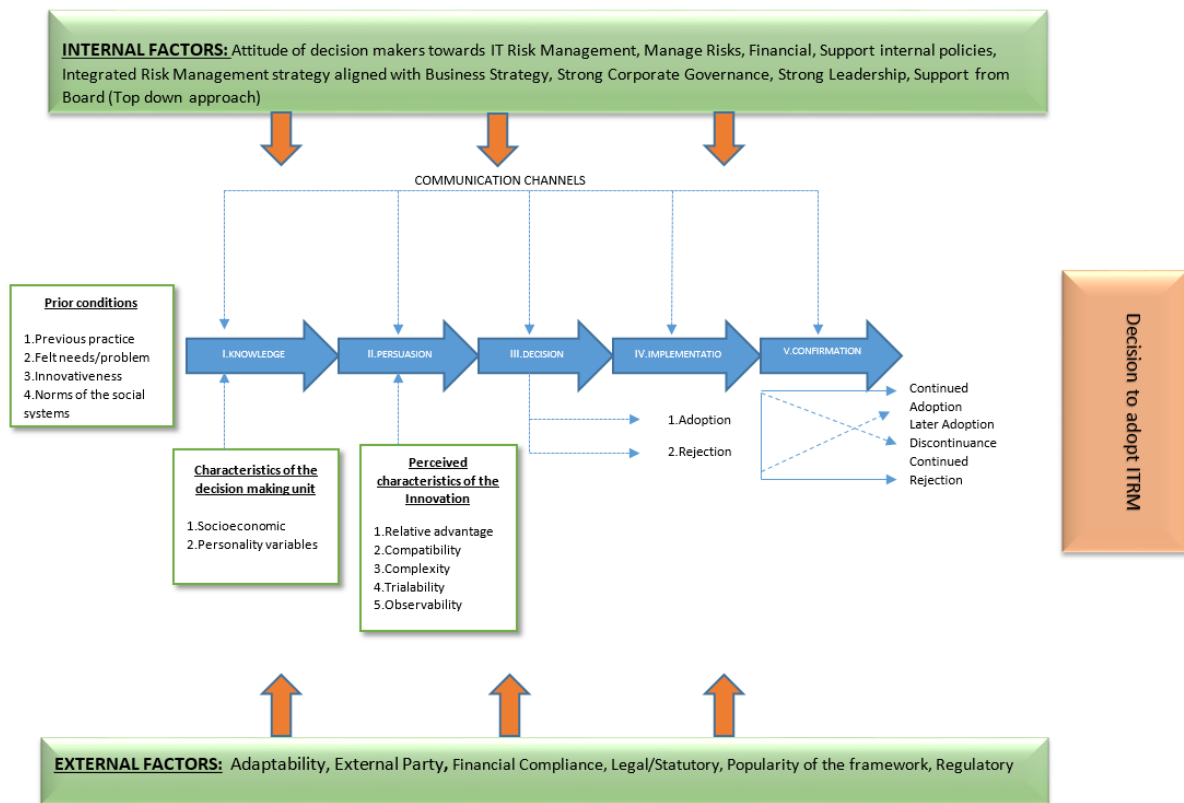 INTERNAL FACTORS: Attitude of decision makers towards IT Risk Management, Manage Risks, Financial, Support internal policies,
Integrated Risk Management strategy aligned with Business Strategy, Strong Corporate Governance, Strong Leadership, Support from
Board (Top down approach)
COMMUNICATION CHANNELS
Prior conditions
1.Previous practice
2.Felt needs/problem
3.Innovativeness
4.Norms of the social
systems
I.KNOWLEDGE
II.PERSUASION
III.DECISION
IV.IMPLEMENTATIO
V.CONFIRMATION
1.Adoption
2.Rejection
Continued
Adoption
Later Adoption
Discontinuance
Continued
Rejection
Characteristics of the
decision making unit
1.Socioeconomic
2.Personality variables
Perceived
characteristics of the
Innovation
1.Relative advantage
2.Compatibility
3.Complexity
4.Trialability
5.Observability
Decision to adopt ITRM
EXTERNAL FACTORS: Adaptability, External Party, Financial Compliance, Legal/Statutory, Popularity of the framework, Regulatory